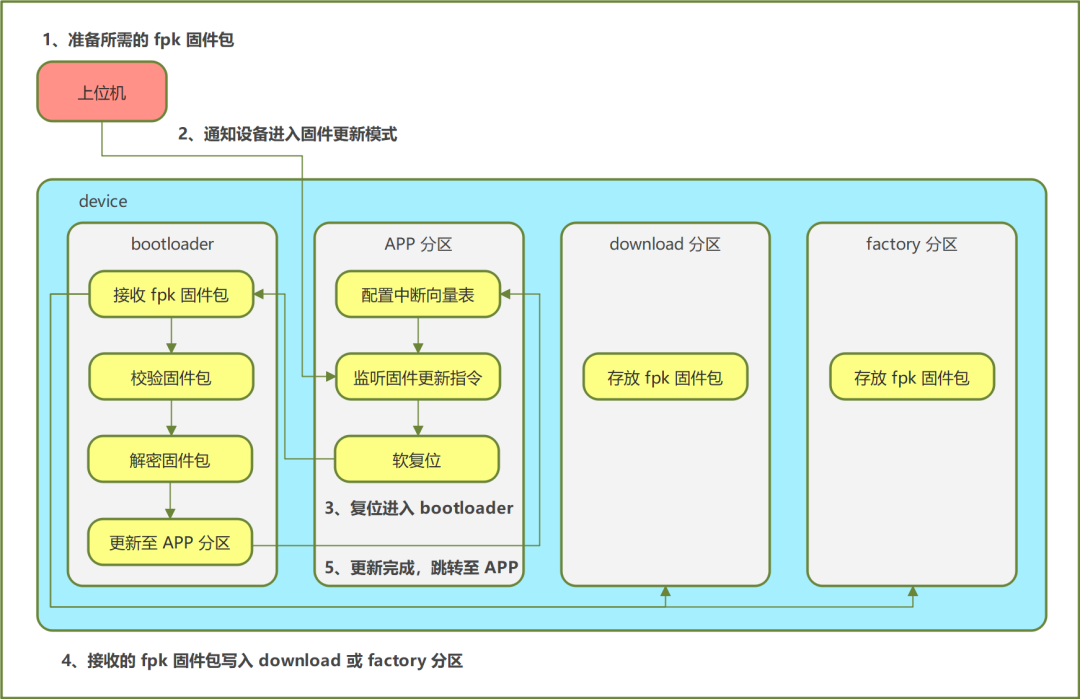 1、准备所需的 fpk 固件包
上位机
2、通知设备进入固件更新模式
device
bootloader
接收 fpk 固件包
校验固件包
解密固件包
更新至 APP 分区
APP 分区
配置中断向量表
监听固件更新指令
软复位
3、复位进入 bootloader
5、更新完成，跳转至 APP
download 分区
存放 fpk 固件包
factory 分区
存放 fpk 固件包
4、接收的 fpk 固件包写入 download 或 factory 分区